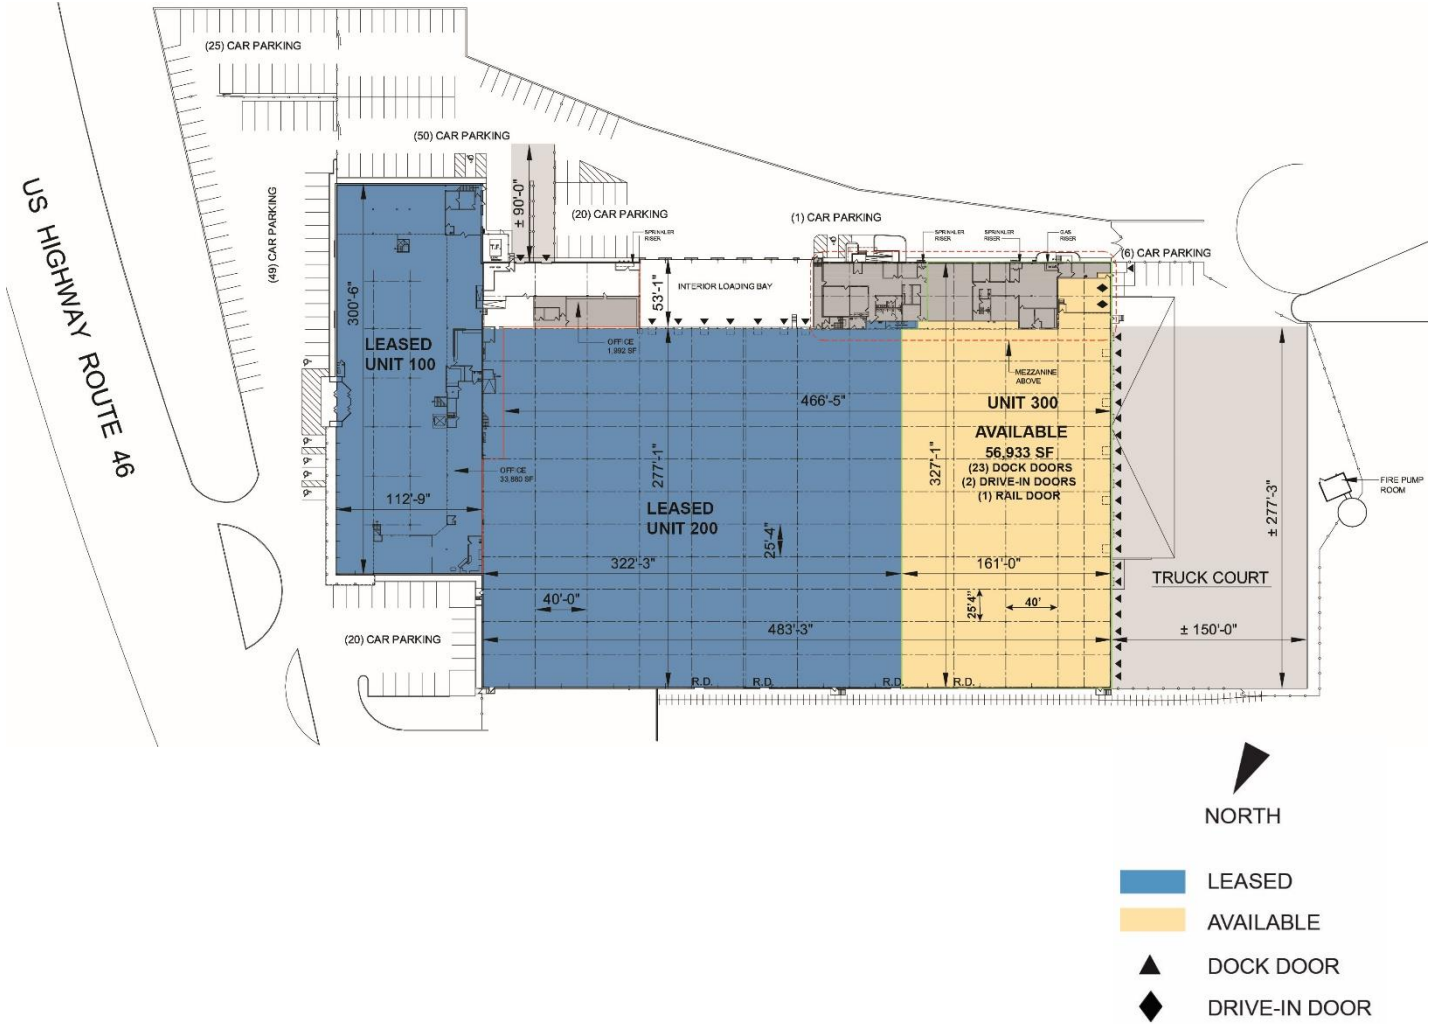 (25) CAR PARKING
(50) CAR PARKING
(49) CAR PARKING
US HIGHWAY ROUTE 46
± 90'-0"
(20) CAR PARKING
(1) CAR PARKING
(6) CAR PARKING
SPRINKLER
RISER
SPRINKLER
RISER
SPRINKLER
RISER
GAS
RISER
300'-6"
53'-1"
INTERIOR LOADING BAY
LEASED
UNIT 100
OFFICE
1,992 SF
MEZZANINE
ABOVE
466'-5"
UNIT 300
AVAILABLE
56,933 SF
(23) DOCK DOORS
(2) DRIVE-IN DOORS
(1) RAIL DOOR
277'-1"
327'-1"
± 277'-3"
OFFICE
112'-9"
LEASED
UNIT 200
25'-4"
FIRE PUMP
ROOM
322'-3"
161'-0"
TRUCK COURT
40'-0"
25'4"
40'
(20) CAR PARKING
483'-3"
± 150'-0"
R.D.
R.D.
R.D.
R.D.
NORTH
LEASED
AVAILABLE
DOCK DOOR
DRIVE-IN DOOR